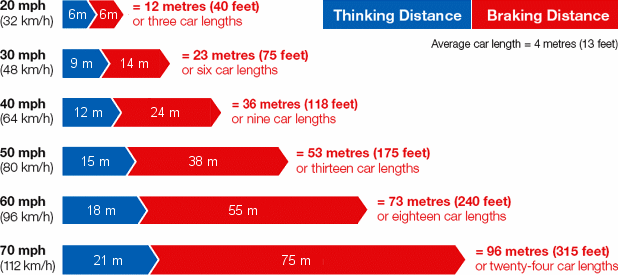 20 mph
(32 km/h)
6m 6m
= 12 metres (40 feet)
or three car lengths
Thinking Distance
Braking Distance
Average car length = 4 metres (13 feet)
30 mph
(48 km/h)
9 m 14 m
= 23 metres (75 feet)
or six car lengths
40 mph
(64 km/h)
12 m 24 m
= 36 metres (118 feet)
or nine car lengths
50 mph
(80 km/h)
15 m 38 m
= 53 metres (175 feet)
or thirteen car lengths
60 mph
(96 km/h)
18 m 55 m
= 73 metres (240 feet)
or eighteen car lengths
70 mph
(112 km/h)
21 m 75 m
= 96 metres (315 feet)
or twenty-four car lengths